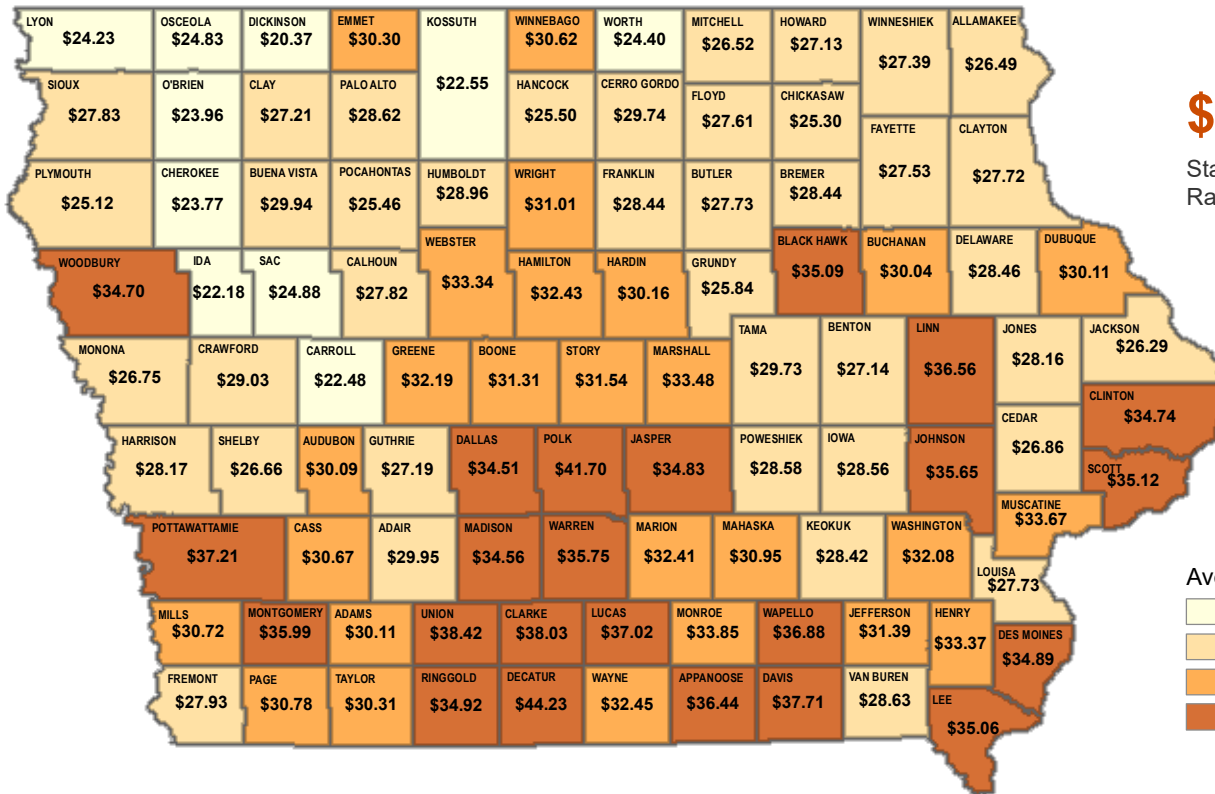 LYON
$24.23
OSCEOLA
$24.83
DICKINSON
$20.37
EMMET
$30.30
KOSSUTH
$22.55
WINNEBAGO
$30.62
WORTH
$24.40
MITCHELL
$26.52
HOWARD
$27.13
WINNESHIEK
$27.39
ALLAMAKEE
$26.49
SIOUX
$27.83
O'BRIEN
$23.96
CLAY
$27.21
PALO ALTO
$28.62
HANCOCK
$25.50
CERRO GORDO
$29.74
FLOYD
$27.61
CHICKASAW
$25.30
$
Sta
Ra
FAYETTE
$27.53
CLAYTON
$27.72
PLYMOUTH
$25.12
CHEROKEE
$23.77
BUENA VISTA
$29.94
POCAHONTAS
$25.46
HUMBOLDT
$28.96
WRIGHT
$31.01
FRANKLIN
$28.44
BUTLER
$27.73
BREMER
$28.44
WOODBURY
$34.70
IDA
$22.18
SAC
$24.88
CALHOUN
$27.82
WEBSTER
$33.34
HAMILTON
$32.43
HARDIN
$30.16
GRUNDY
$25.84
BLACK HAWK
$35.09
BUCHANAN
$30.04
DELAWARE
$28.46
DUBUQUE
$30.11
MONONA
$26.75
CRAWFORD
$29.03
CARROLL
$22.48
GREENE
$32.19
BOONE
$31.31
STORY
$31.54
MARSHALL
$33.48
TAMA
$29.73
BENTON
$27.14
LINN
$36.56
JONES
$28.16
JACKSON
$26.29
CLINTON
$34.74
CEDAR
$26.86
HARRISON
$28.17
SHELBY
$26.66
AUDUBON
$30.09
GUTHRIE
$27.19
DALLAS
$34.51
POLK
$41.70
JASPER
$34.83
POWESHIEK
$28.58
IOWA
$28.56
JOHNSON
$35.65
SCOTT
$35.12
MUSCATINE
$33.67
POTTAWATTAMIE
$37.21
CASS
$30.67
ADAIR
$29.95
MADISON
$34.56
WARREN
$35.75
MARION
$32.41
MAHASKA
$30.95
KEOKUK
$28.42
WASHINGTON
$32.08
LOUISA
$27.73
Ave
MILLS
$30.72
MONTGOMERY
$35.99
ADAMS
$30.11
UNION
$38.42
CLARKE
$38.03
LUCAS
$37.02
MONROE
$33.85
WAPELLO
$36.88
JEFFERSON
$31.39
HENRY
$33.37
DES MOINES
$34.89
FREMONT
$27.93
PAGE
$30.78
TAYLOR
$30.31
RINGGOLD
$34.92
DECATUR
$44.23
WAYNE
$32.45
APPANOOSE
$36.44
DAVIS
$37.71
VAN BUREN
$28.63
LEE
$35.06